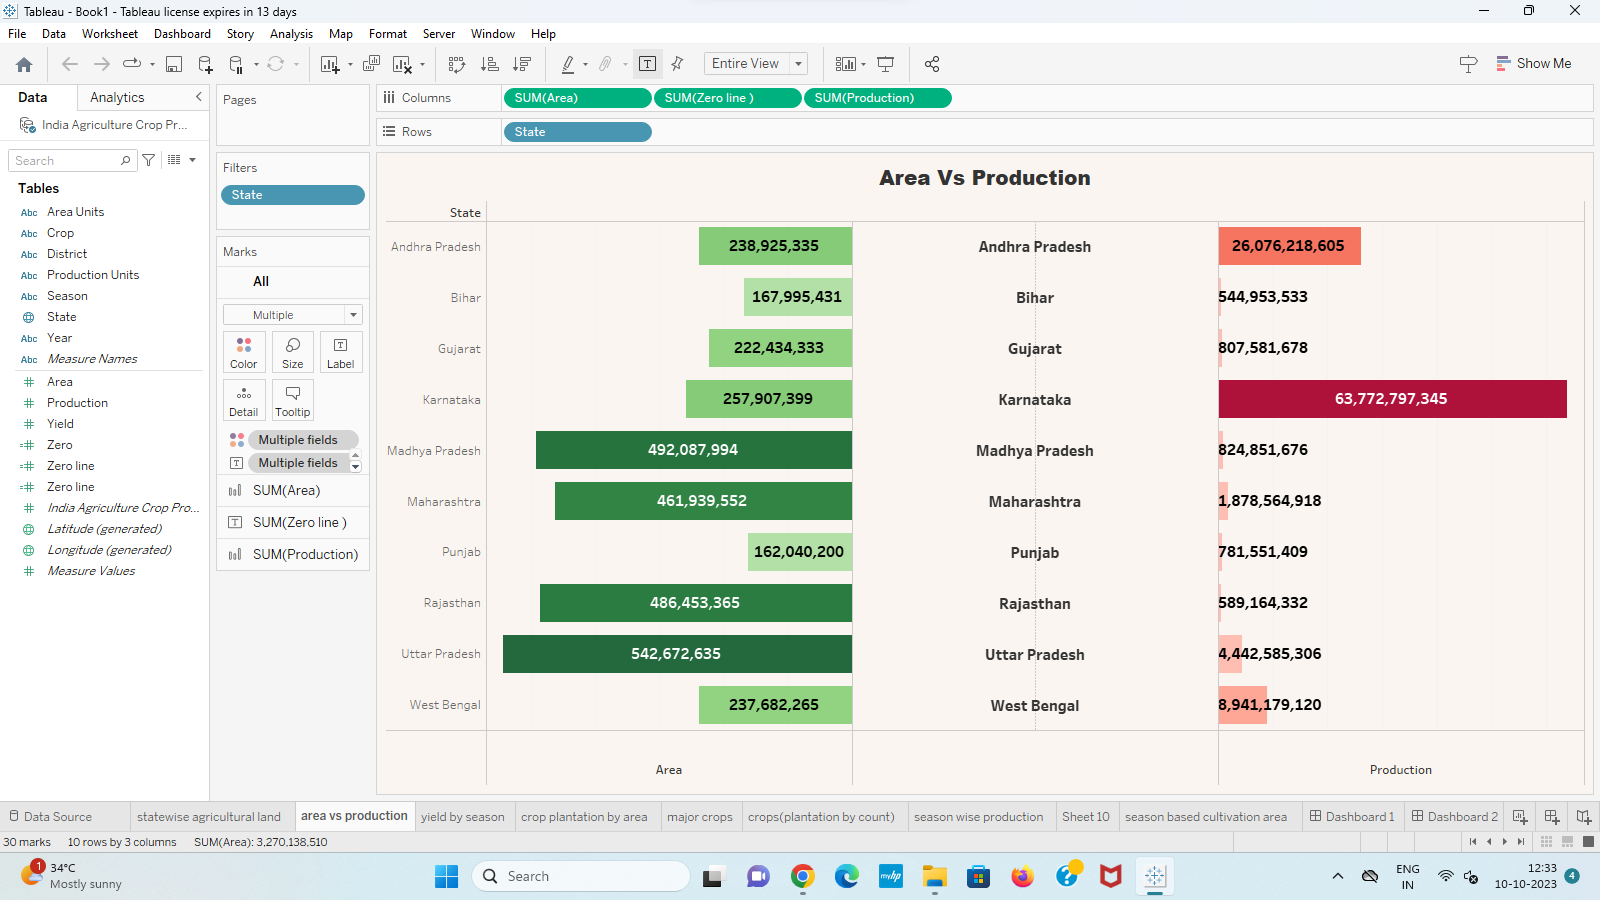 Tableau - Book1 - Tableau license expires in 13 days
File Data Worksheet Dashboard Story Analysis Map Format Server Window Help
Entire View
Show Me
Data Analytics
India Agriculture Crop Pr...
Search
Tables
Abc Area Units
Abc Crop
Abc District
Abc Production Units
Abc Season
State
Abc Year
Abc Measure Names
Area
Production
Yield
Zero
Zero line
Zero line
India Agriculture Crop Pro...
Latitude (generated)
Longitude (generated)
Measure Values
Pages
Filters
State
Marks
All
Multiple
Color Size Label
Detail Tooltip
Multiple fields
Multiple fields
SUM(Area)
SUM(Zero line )
SUM(Production)
Columns SUM(Area) SUM(Zero line ) SUM(Production)
Rows State
Area Vs Production
State
Andhra Pradesh 238,925,335 Andhra Pradesh 26,076,218,605
Bihar 167,995,431 Bihar 544,953,533
Gujarat 222,434,333 Gujarat 807,581,678
Karnataka 257,907,399 Karnataka 63,772,797,345
Madhya Pradesh 492,087,994 Madhya Pradesh 824,851,676
Maharashtra 461,939,552 Maharashtra 1,878,564,918
Punjab 162,040,200 Punjab 781,551,409
Rajasthan 486,453,365 Rajasthan 589,164,332
Uttar Pradesh 542,672,635 Uttar Pradesh 4,442,585,306
West Bengal 237,682,265 West Bengal 8,941,179,120
Area Production
Data Source statewise agricultural land area vs production yield by season crop plantation by area major crops crops(plantation by count) season wise production Sheet 10 season based cultivation area Dashboard 1 Dashboard 2
30 marks 10 rows by 3 columns SUM(Area): 3,270,138,510
1 34°C
Mostly sunny
Search
myhp
ENG
IN
12:33
10-10-2023
4